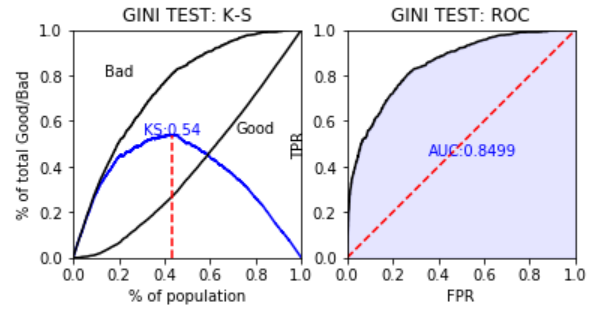 GINI TEST: K-S
% of total Good/Bad
1.0
0.8
0.6
0.4
0.2
0.0
Bad
KS:0.54
Good
0.0 0.2 0.4 0.6 0.8 1.0
% of population
GINI TEST: ROC
TPR
1.0
0.8
0.6
0.4
0.2
0.0
AUC:0.8499
0.0 0.2 0.4 0.6 0.8 1.0
FPR